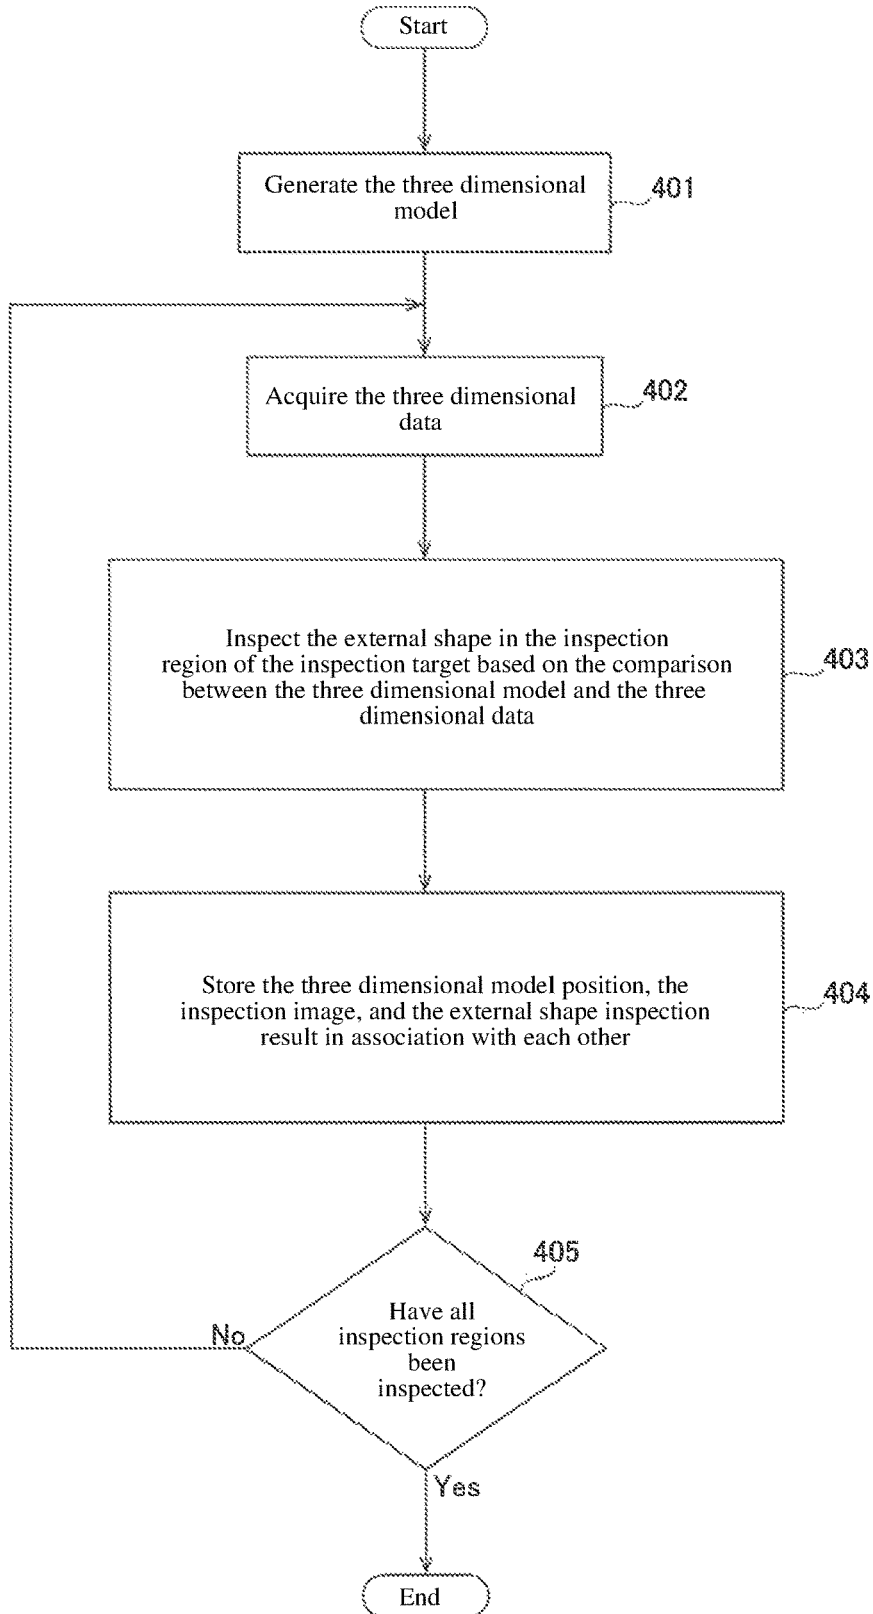 Start
Generate the three dimensional
model
401
Acquire the three dimensional
data
402
Inspect the external shape in the inspection
region of the inspection target based on the comparison
between the three dimensional model and the three
dimensional data
403
Store the three dimensional model position, the
inspection image, and the external shape inspection
result in association with each other
404
405
Have all
inspection regions
been
inspected?
No
Yes
End